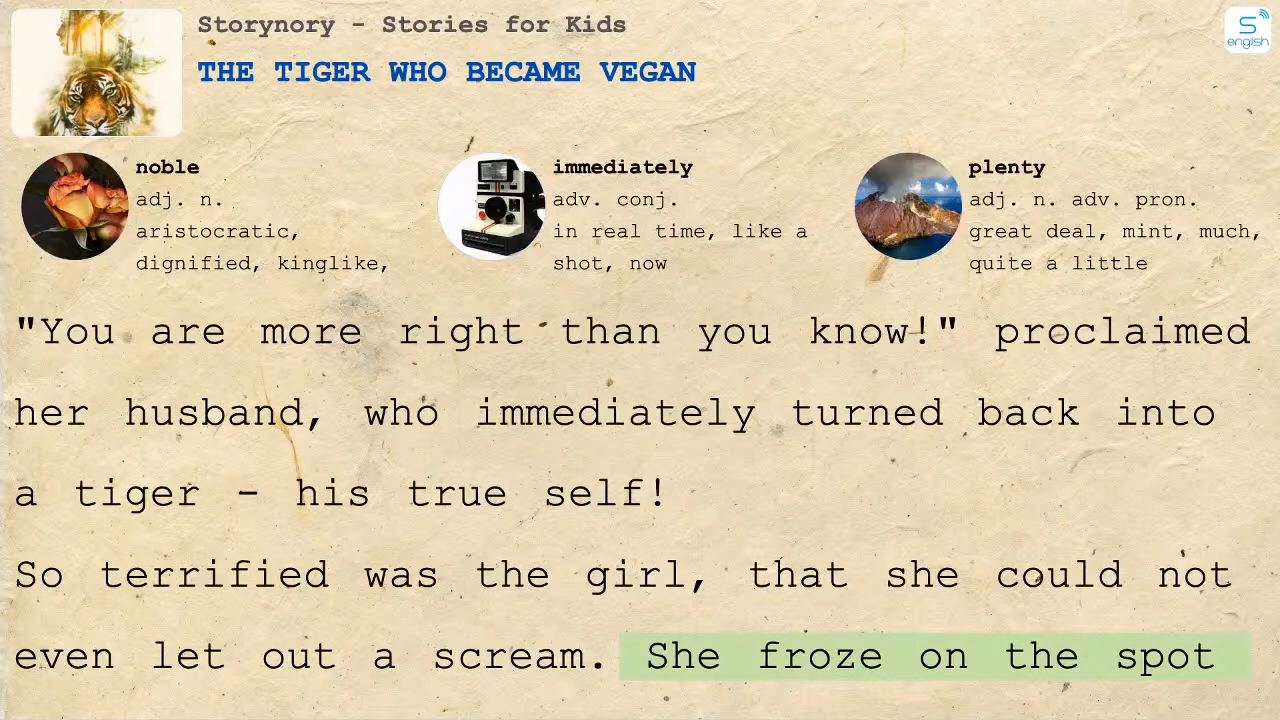 Storynory - Stories for Kids
THE TIGER WHO BECAME VEGAN
S
english
noble
adj. n.
aristocratic,
dignified, kinglike,
immediately
adv. conj.
in real time, like a
shot, now
plenty
adj. n. adv. pron.
great deal, mint, much,
quite a little
"You are more right than you know!" proclaimed
her husband, who immediately turned back into
a tiger - his true self!
So terrified was the girl, that she could not
even let out a scream. She froze on the spot